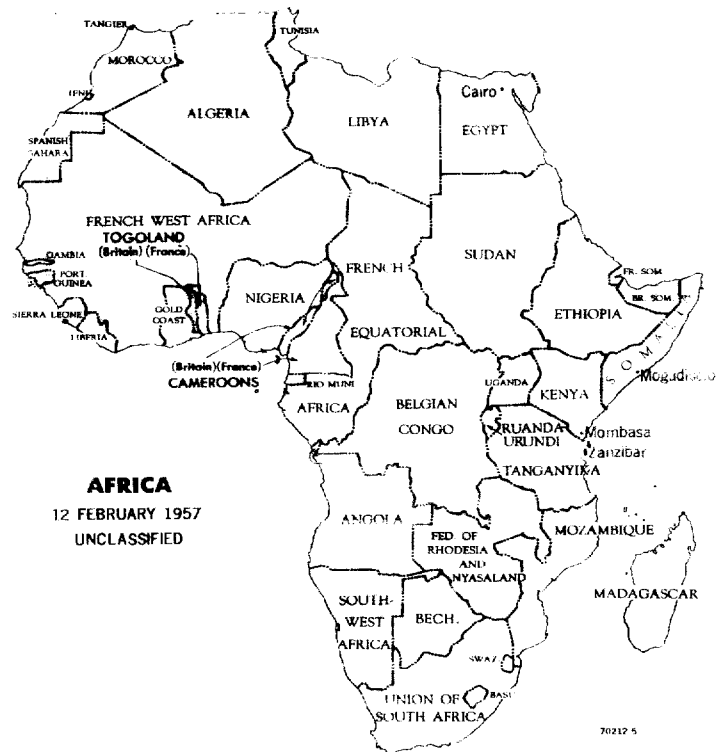 TANGIER
TUNISIA
MOROCCO
IFNI
ALGERIA
LIBYA
Cairo
EGYPT
SPANISH
SAHARA
FRENCH WEST AFRICA
TOGOLAND
(Britain) (France)
GAMBIA
PORT.
GUINEA
SIERRA LEONE
LIBERIA
GOLD
COAST
NIGERIA
FRENCH
EQUATORIAL
AFRICA
SUDAN
FR. SOM.
BR. SOM.
ETHIOPIA
SOMALIE
Mogudiscio
(Britain)(France)
CAMEROONS
RIO MUNI
UGANDA
KENYA
BELGIAN
CONGO
RUANDA
URUNDI
Mombasa
Zanzibar
TANGANYIKA
AFRICA
12 FEBRUARY 1957
UNCLASSIFIED
ANGOLA
FED. OF
RHODESIA
AND
NYASALAND
MOZAMBIQUE
MADAGASCAR
SOUTH-
WEST
AFRICA
BECH.
SWAZ
BASU
UNION OF
SOUTH AFRICA
70212 5